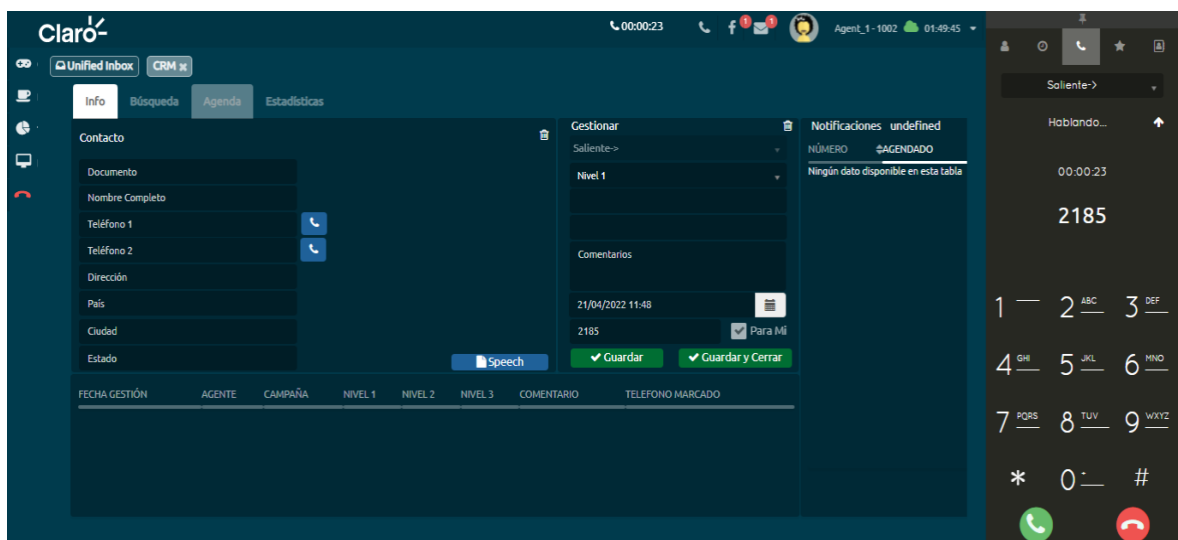 Claro
00:00:23
1
1
Agent_1 - 1002
01:49:45
Unified Inbox
CRM x
Info
Búsqueda
Agenda
Estadísticas
Contacto
Documento
Nombre Completo
Teléfono 1
Teléfono 2
Dirección
País
Ciudad
Estado
Speech
Gestionar
Saliente->
Nivel 1
Comentarios
21/04/2022 11:48
2185
Para Mi
Guardar
Guardar y Cerrar
Notificaciones undefined
NÚMERO
AGENDADO
Ningún dato disponible en esta tabla
FECHA GESTIÓN
AGENTE
CAMPAÑA
NIVEL 1
NIVEL 2
NIVEL 3
COMENTARIO
TELEFONO MARCADO
Saliente->
Hablando...
00:00:23
2185
1
2 ABC
3 DEF
4 GHI
5 JKL
6 MNO
7 PQRS
8 TUV
9 WXYZ
*
0
#